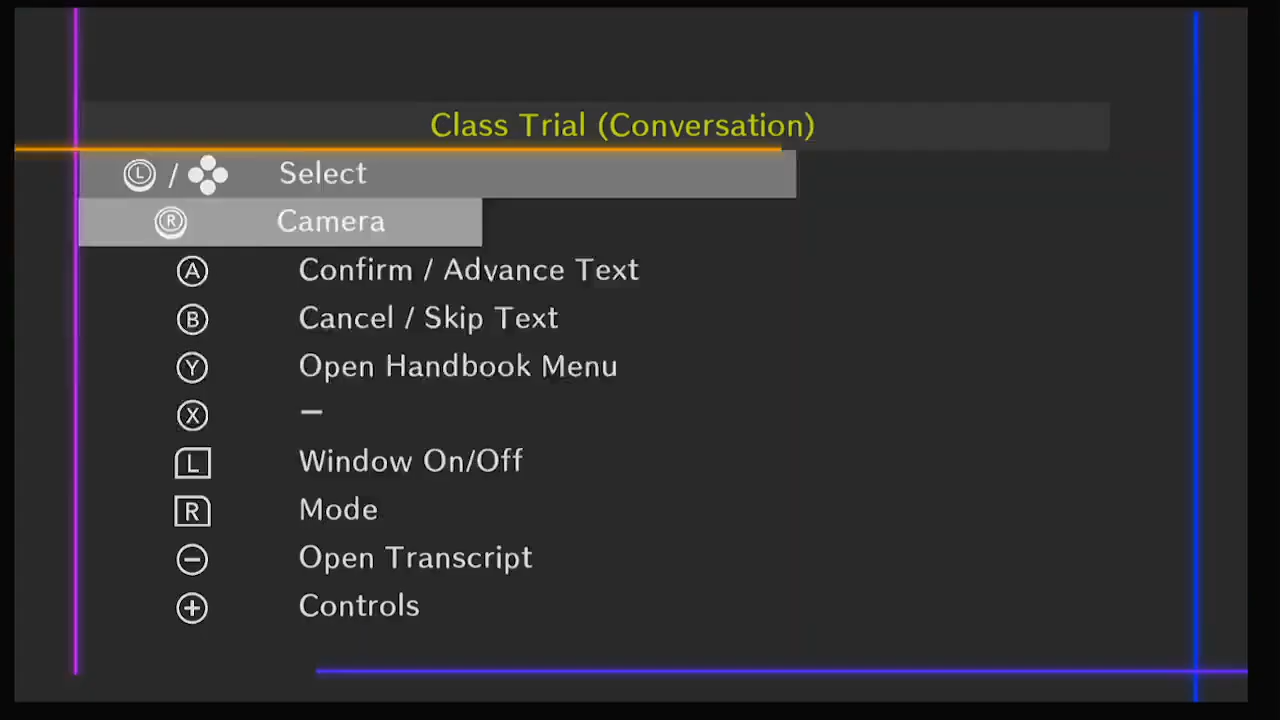 Class Trial (Conversation)
L / Select
R Camera
A Confirm / Advance Text
B Cancel / Skip Text
Y Open Handbook Menu
X —
L Window On/Off
R Mode
− Open Transcript
+ Controls